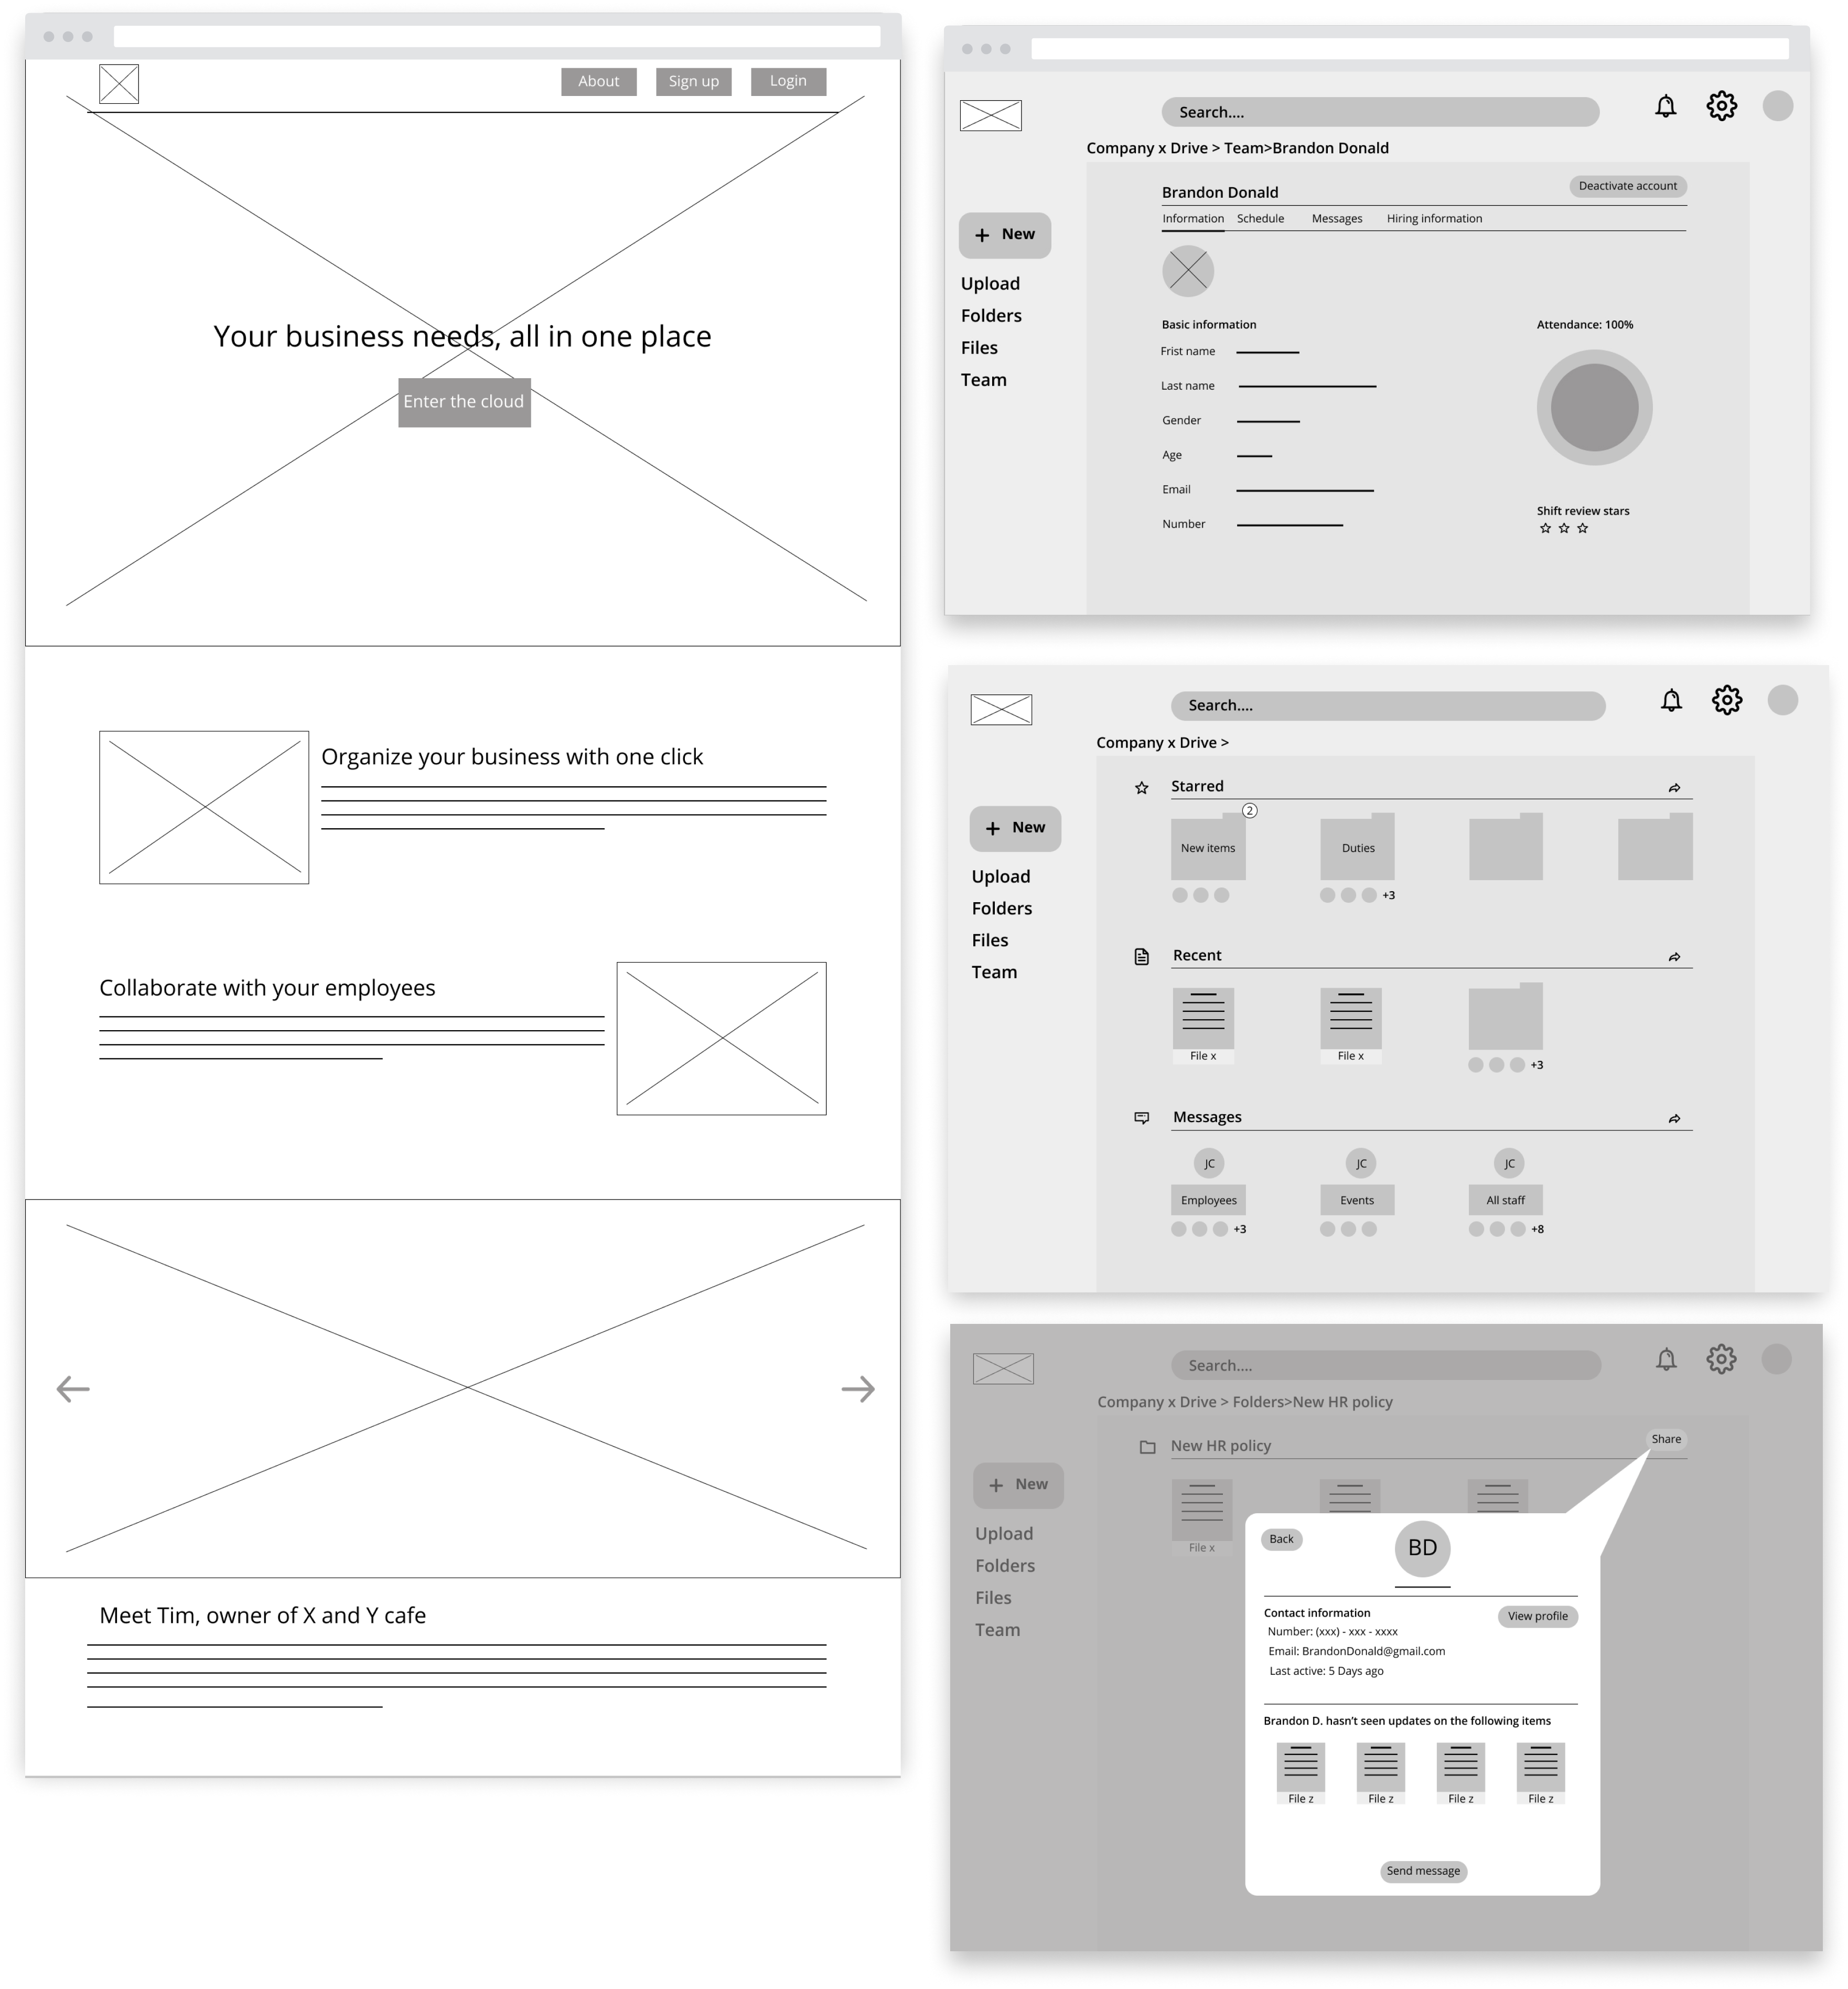 About
Sign up
Login
Your business needs, all in one place
Enter the cloud
Organize your business with one click
Collaborate with your employees
Meet Tim, owner of X and Y cafe
Search....
Company x Drive > Team>Brandon Donald
+ New
Upload
Folders
Files
Team
Brandon Donald
Deactivate account
Information
Schedule
Messages
Hiring information
Basic information
Frist name
Last name
Gender
Age
Email
Number
Attendance: 100%
Shift review stars
Search....
Company x Drive >
+ New
Upload
Folders
Files
Team
Starred
2
New items
Duties
+3
Recent
File x
File x
+3
Messages
JC
JC
JC
Employees
Events
All staff
+3
+8
Search....
Company x Drive > Folders>New HR policy
+ New
Upload
Folders
Files
Team
New HR policy
Share
File x
Back
BD
Contact information
View profile
Number: (xxx) - xxx - xxxx
Email: BrandonDonald@gmail.com
Last active: 5 Days ago
Brandon D. hasn’t seen updates on the following items
File z
File z
File z
File z
Send message